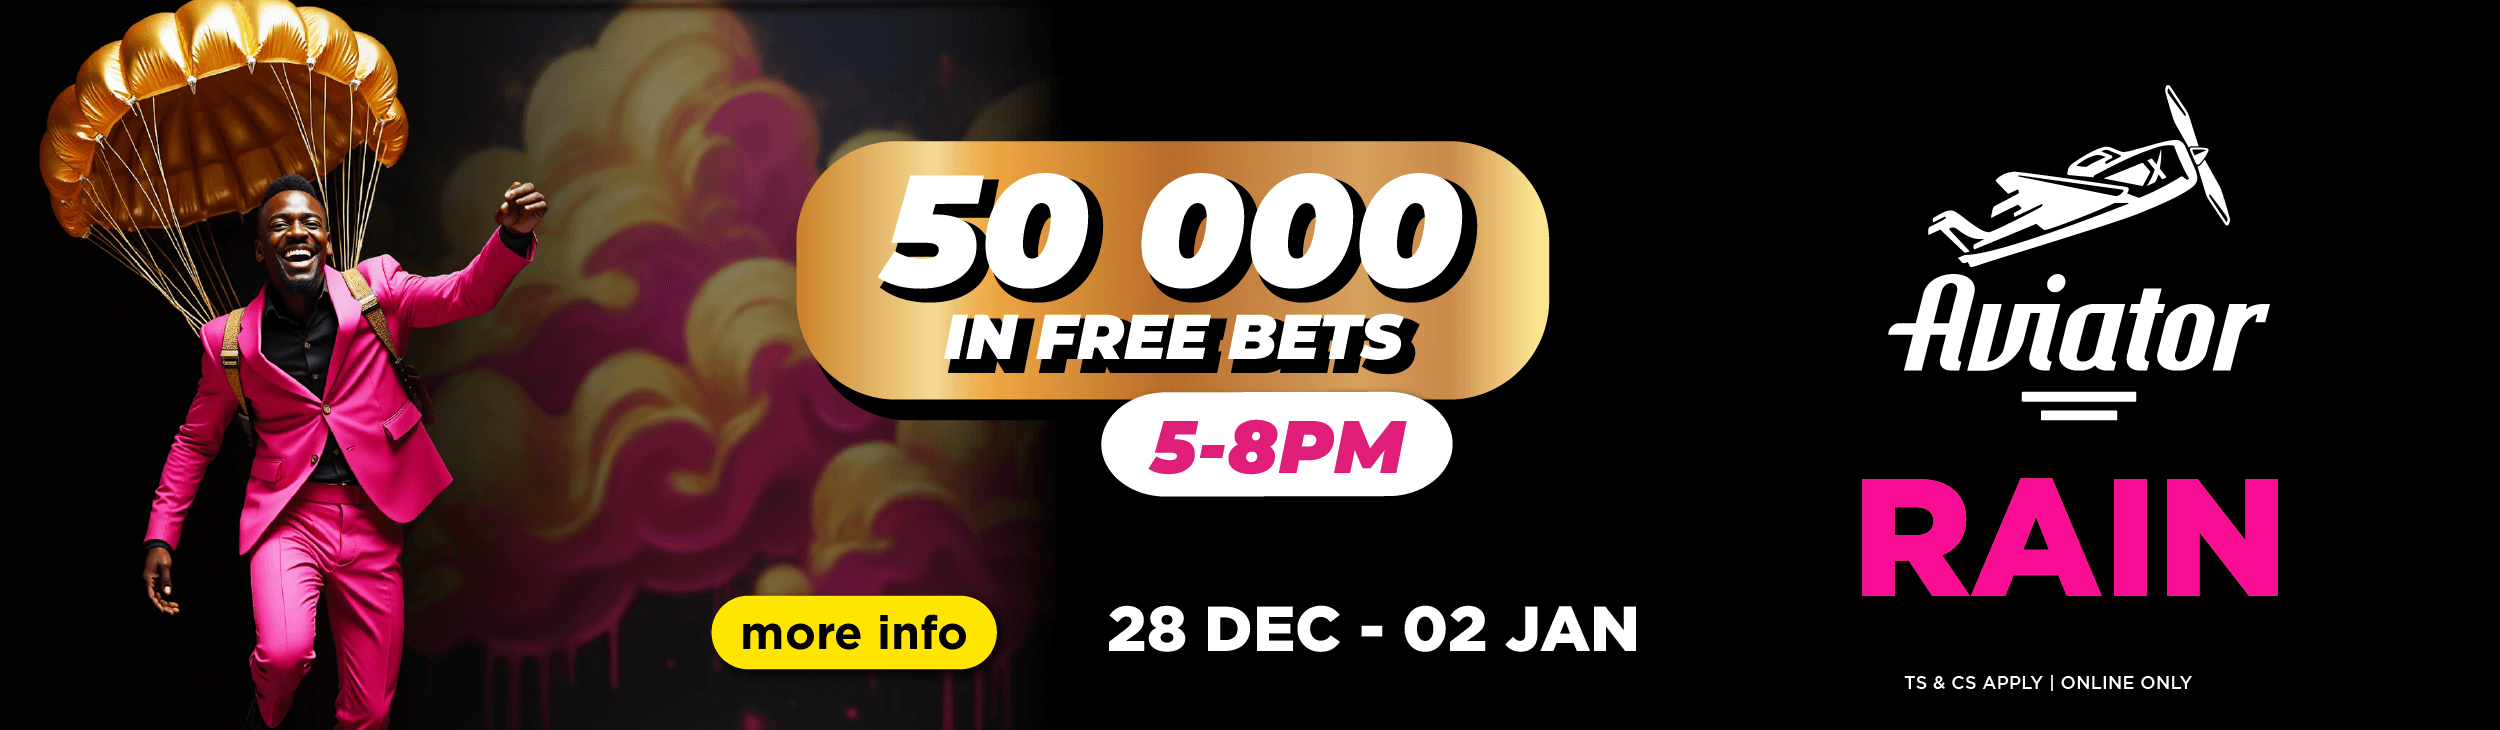 50 000
IN FREE BETS
5-8PM
more info
28 DEC - 02 JAN
Aviator
RAIN
TS & CS APPLY | ONLINE ONLY